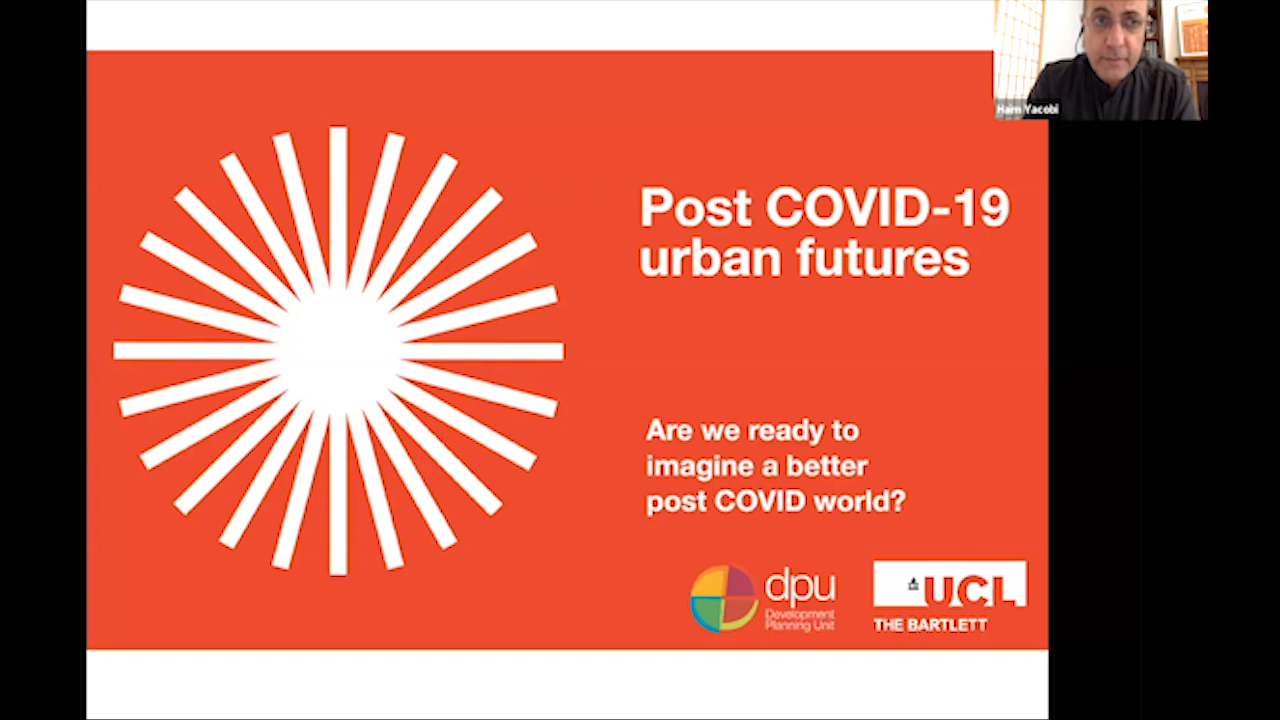 Haim Yacobi
Post COVID-19
urban futures
Are we ready to
imagine a better
post COVID world?
dpu
Development
Planning Unit
UCL
THE BARTLETT